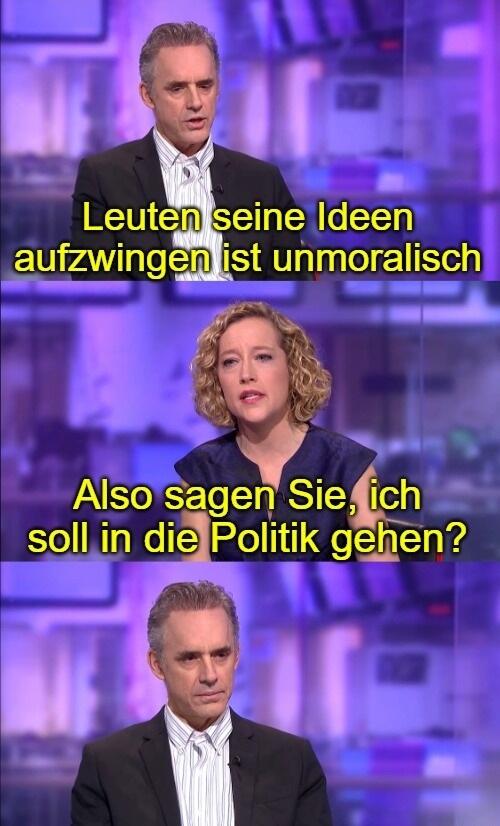 Leuten seine Ideen
aufzwingen ist unmoralisch
Also sagen Sie, ich
soll in die Politik gehen?